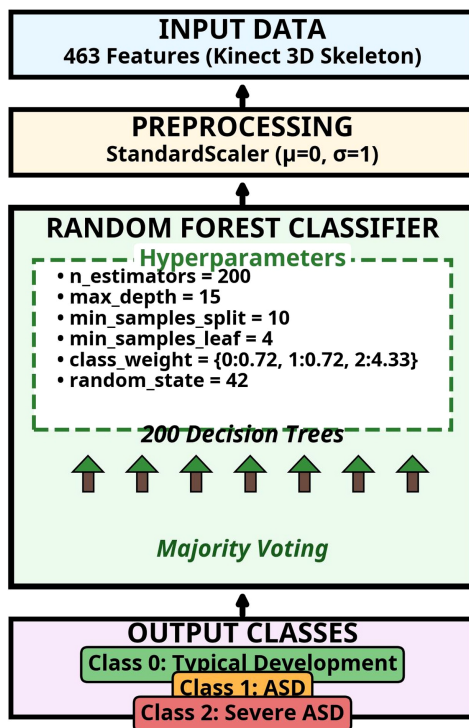 INPUT DATA
463 Features (Kinect 3D Skeleton)
PREPROCESSING
StandardScaler (μ=0, σ=1)
RANDOM FOREST CLASSIFIER
Hyperparameters
• n_estimators = 200
• max_depth = 15
• min_samples_split = 10
• min_samples_leaf = 4
• class_weight = {0:0.72, 1:0.72, 2:4.33}
• random_state = 42
200 Decision Trees
Majority Voting
OUTPUT CLASSES
Class 0: Typical Development
Class 1: ASD
Class 2: Severe ASD